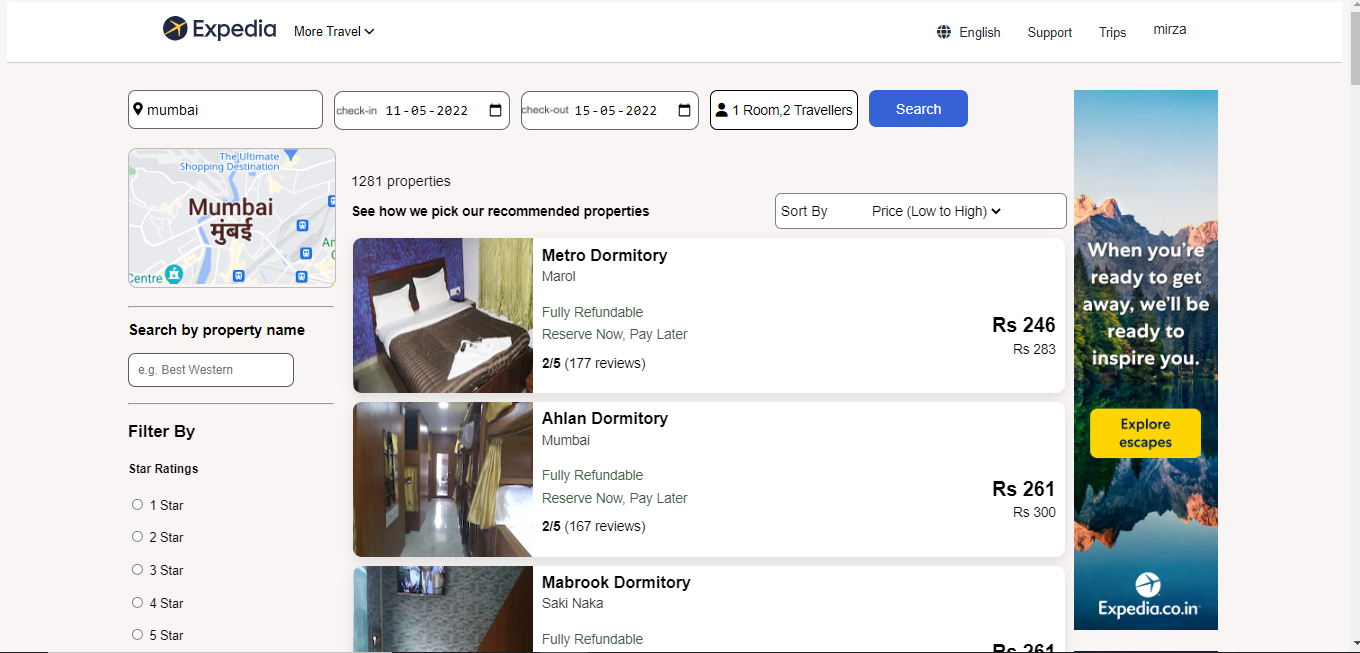 Expedia
More Travel
English
Support
Trips
mirza
mumbai
check-in 11-05-2022
check-out 15-05-2022
1 Room,2 Travellers
Search
The Ultimate
Shopping Destination
Mumbai
मुंबई
Centre
Search by property name
e.g. Best Western
Filter By
Star Ratings
1 Star
2 Star
3 Star
4 Star
5 Star
1281 properties
See how we pick our recommended properties
Sort By
Price (Low to High)
Metro Dormitory
Marol
Fully Refundable
Reserve Now, Pay Later
2/5 (177 reviews)
Rs 246
Rs 283
Ahlan Dormitory
Mumbai
Fully Refundable
Reserve Now, Pay Later
2/5 (167 reviews)
Rs 261
Rs 300
Mabrook Dormitory
Saki Naka
Fully Refundable
Rs 261
When you're
ready to get
away, we'll be
ready to
inspire you.
Explore
escapes
Expedia.co.in